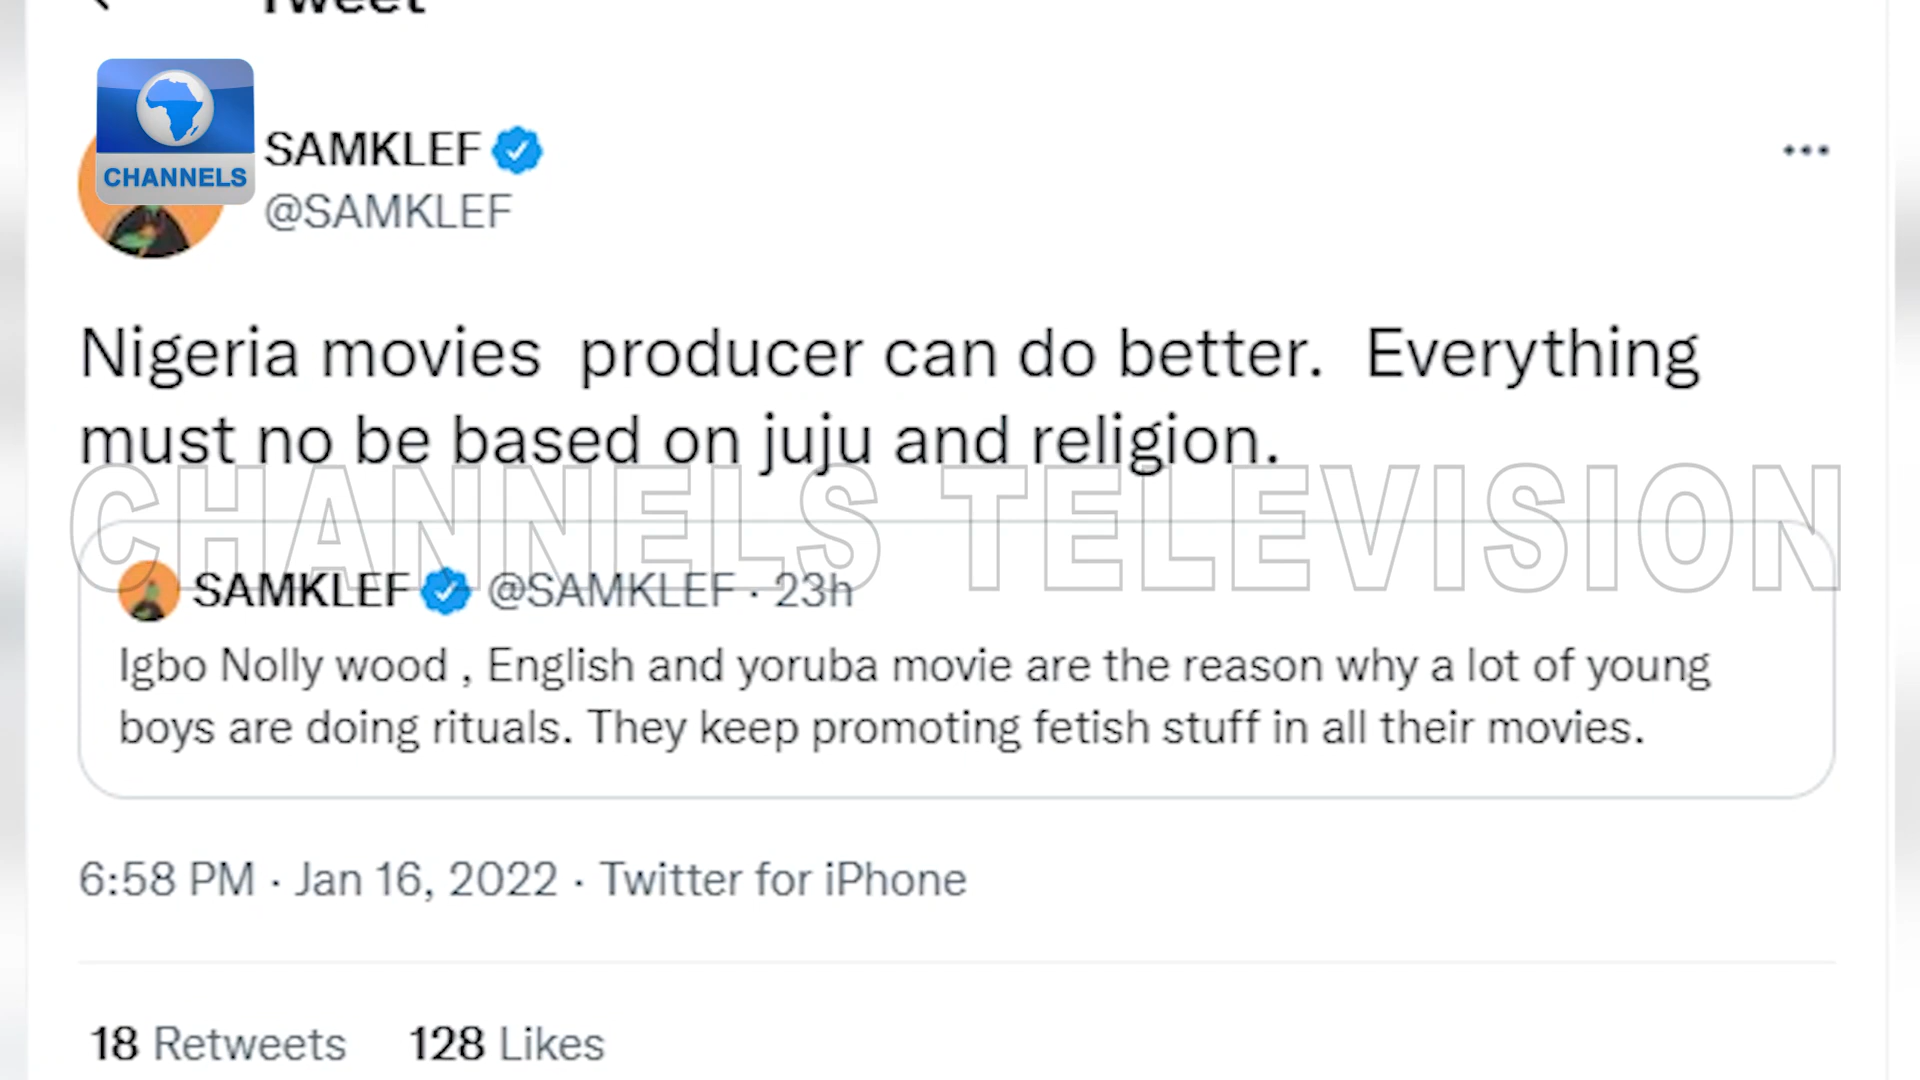 Tweet
CHANNELS
SAMKLEF
@SAMKLEF
Nigeria movies  producer can do better.  Everything
must no be based on juju and religion.
CHANNELS TELEVISION
SAMKLEF @SAMKLEF · 23h
Igbo Nolly wood , English and yoruba movie are the reason why a lot of young
boys are doing rituals. They keep promoting fetish stuff in all their movies.
6:58 PM · Jan 16, 2022 · Twitter for iPhone
18 Retweets 128 Likes